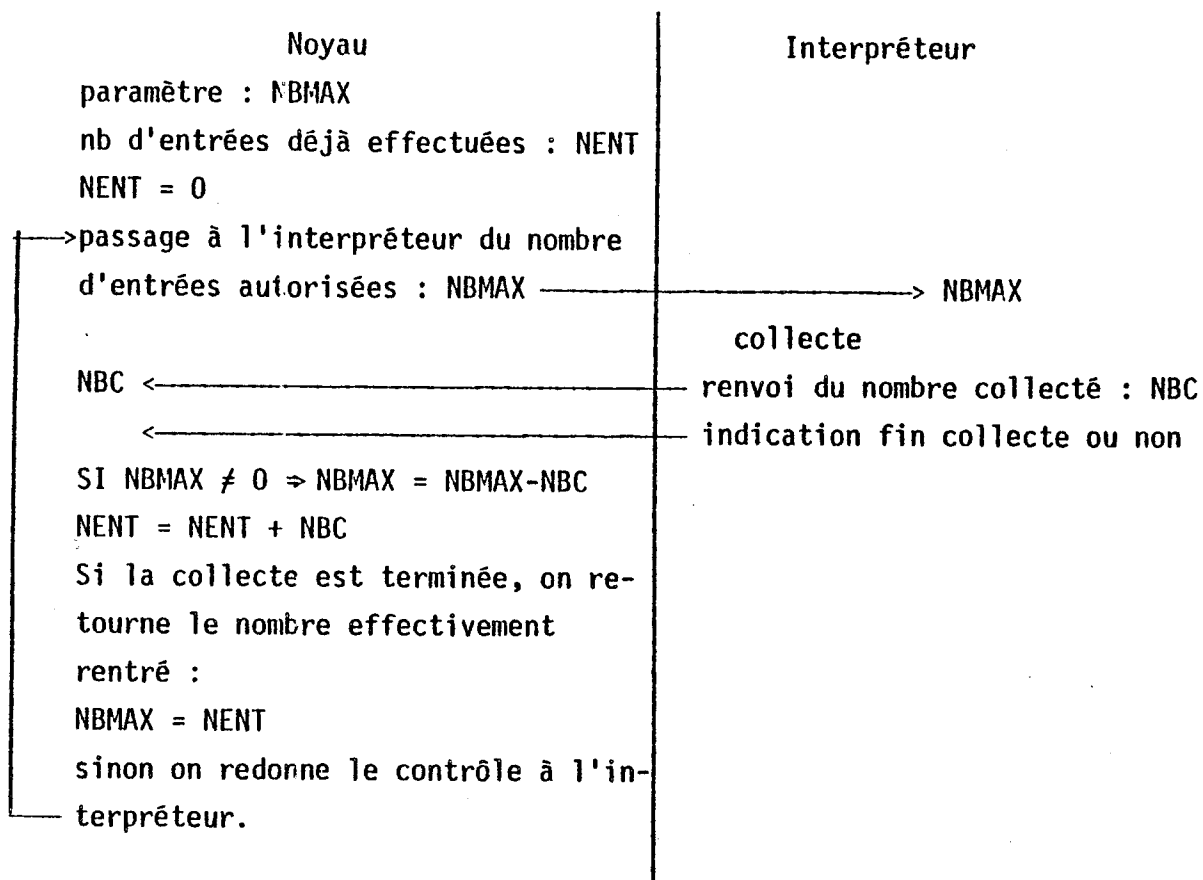 Noyau
Interpréteur
paramètre : NBMAX
nb d'entrées déjà effectuées : NENT
NENT = 0
passage à l'interpréteur du nombre
d'entrées autorisées : NBMAX
NBMAX
collecte
NBC
renvoi du nombre collecté : NBC
indication fin collecte ou non
SI NBMAX ≠ 0 ⇒ NBMAX = NBMAX-NBC
NENT = NENT + NBC
Si la collecte est terminée, on re-
tourne le nombre effectivement
rentré :
NBMAX = NENT
sinon on redonne le contrôle à l'in-
terpréteur.